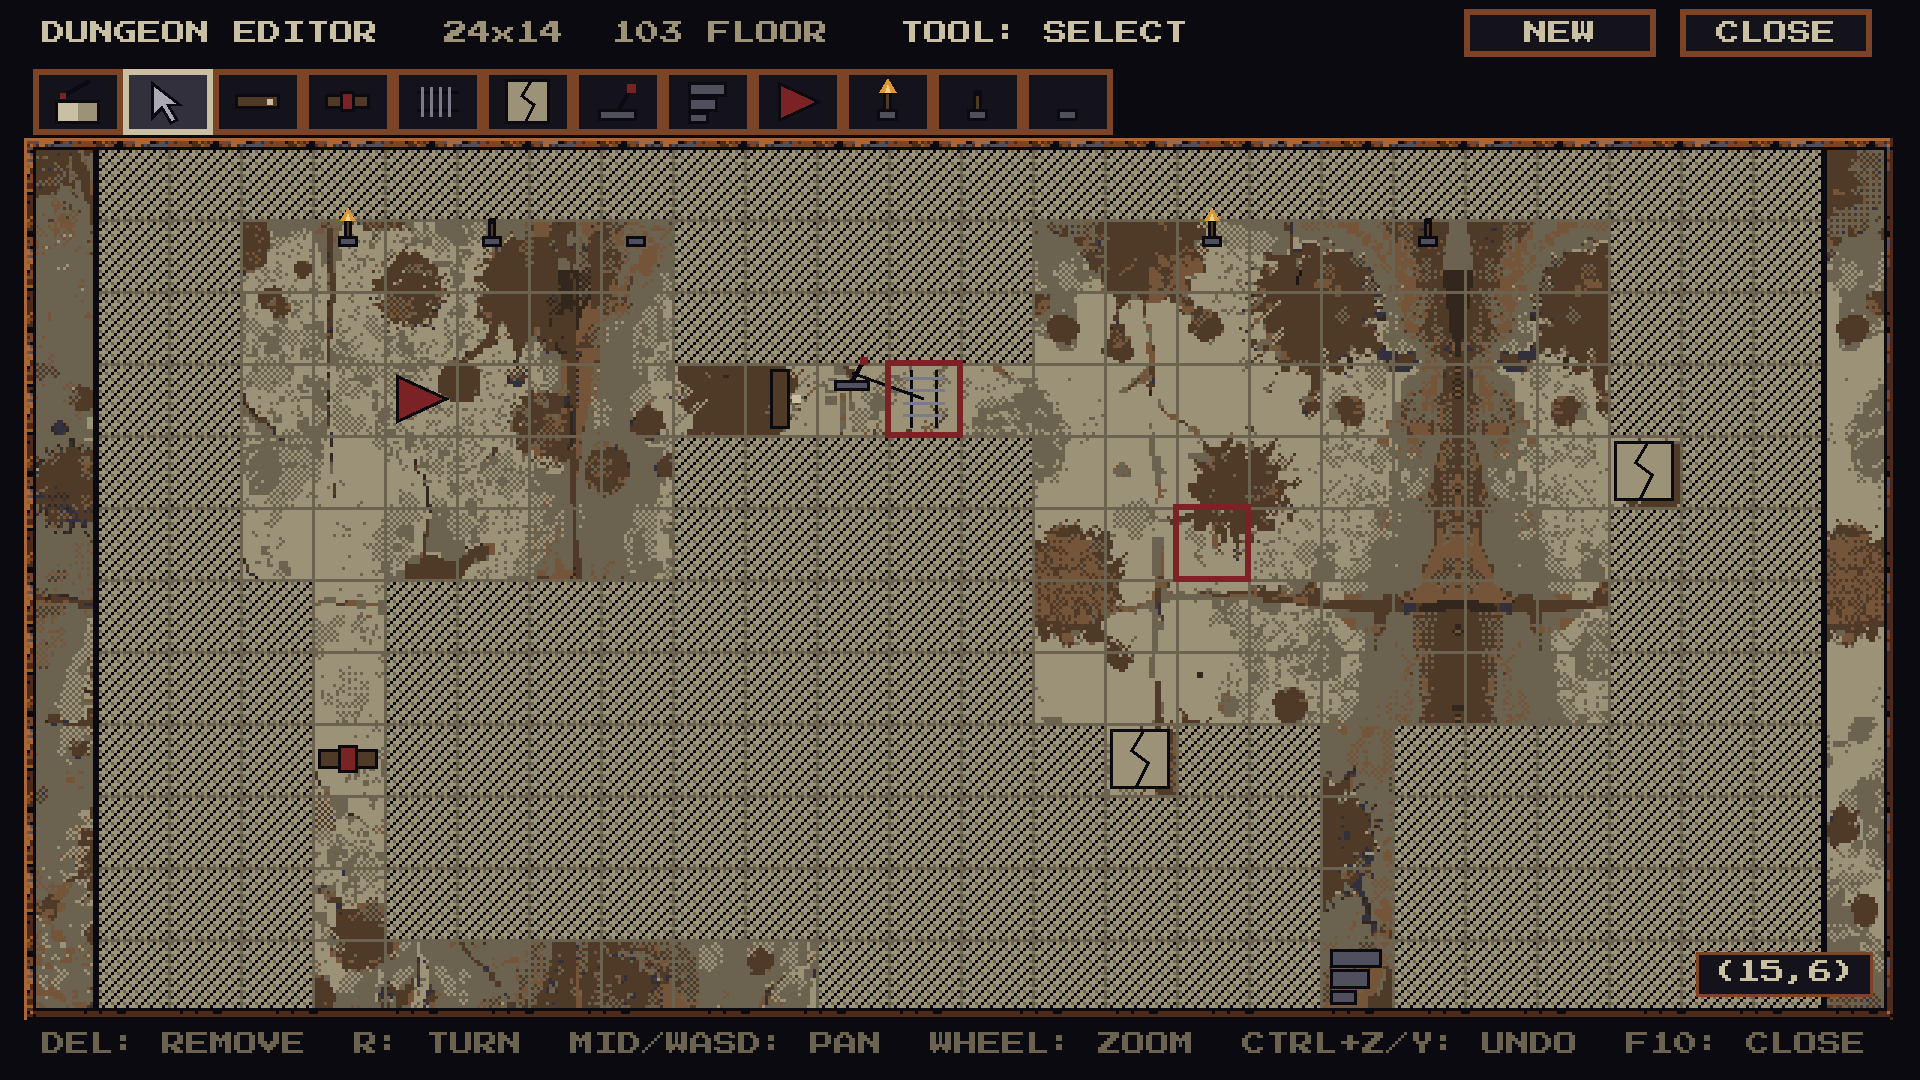 DUNGEON EDITOR 24x14 103 FLOOR TOOL: SELECT NEW CLOSE
(15,6)
DEL: REMOVE R: TURN MID/WASD: PAN WHEEL: ZOOM CTRL+Z/Y: UNDO F10: CLOSE